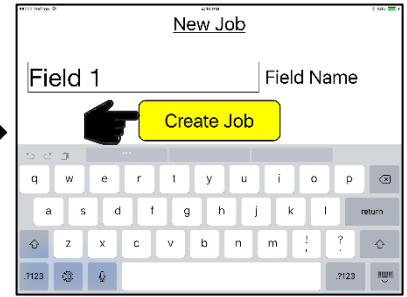 New Job
Field 1 Field Name
Create Job
q w e r t y u i o p
a s d f g h j k l return
z x c v b n m ! , ? .
.?123 .?123